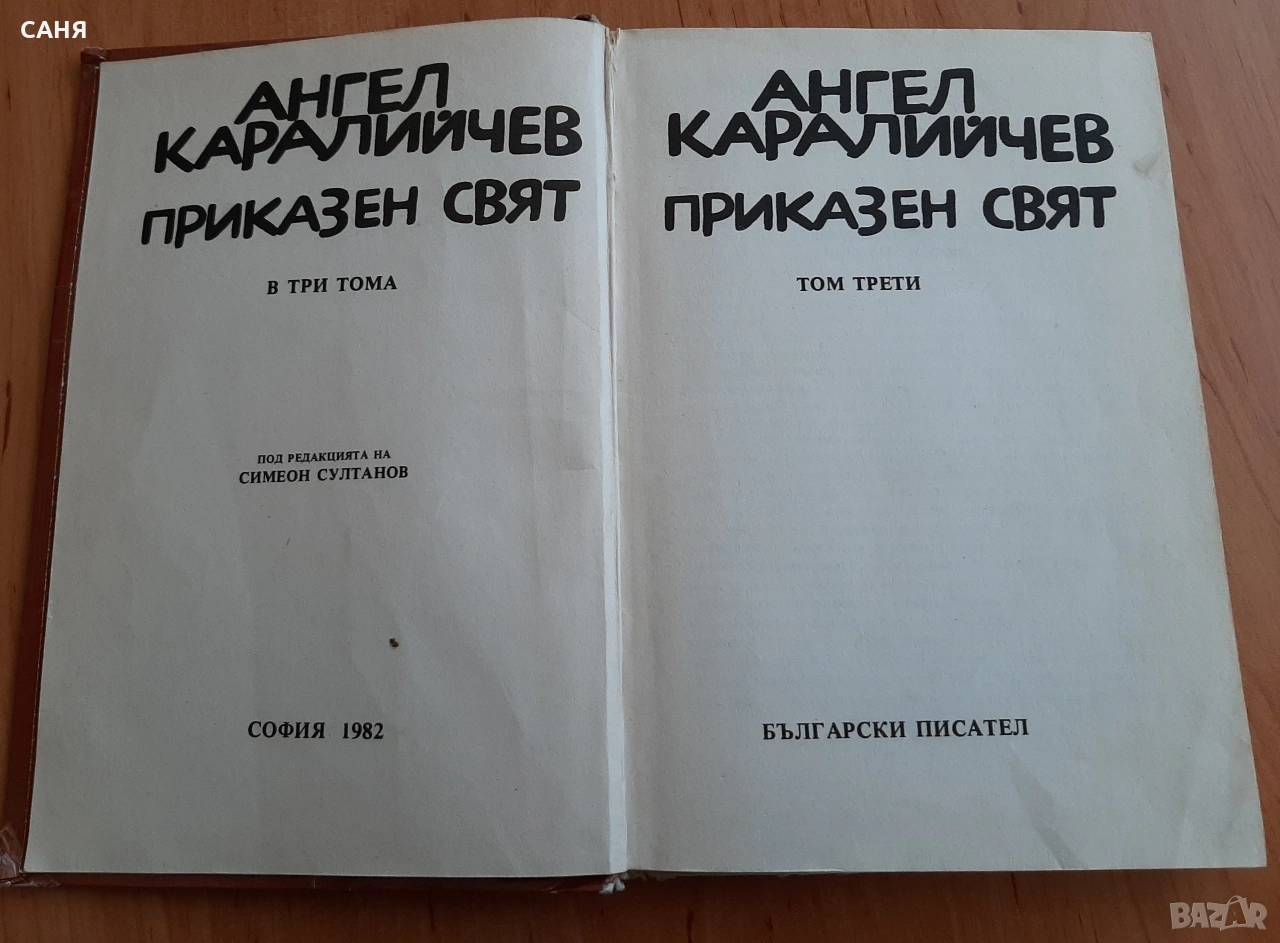 САНЯ
АНГЕЛ
КАРАЛИЙЧЕВ
ПРИКАЗЕН СВЯТ
В ТРИ ТОМА
ПОД РЕДАКЦИЯТА НА
СИМЕОН СУЛТАНОВ
СОФИЯ 1982
АНГЕЛ
КАРАЛИЙЧЕВ
ПРИКАЗЕН СВЯТ
ТОМ ТРЕТИ
БЪЛГАРСКИ ПИСАТЕЛ
BAZAR